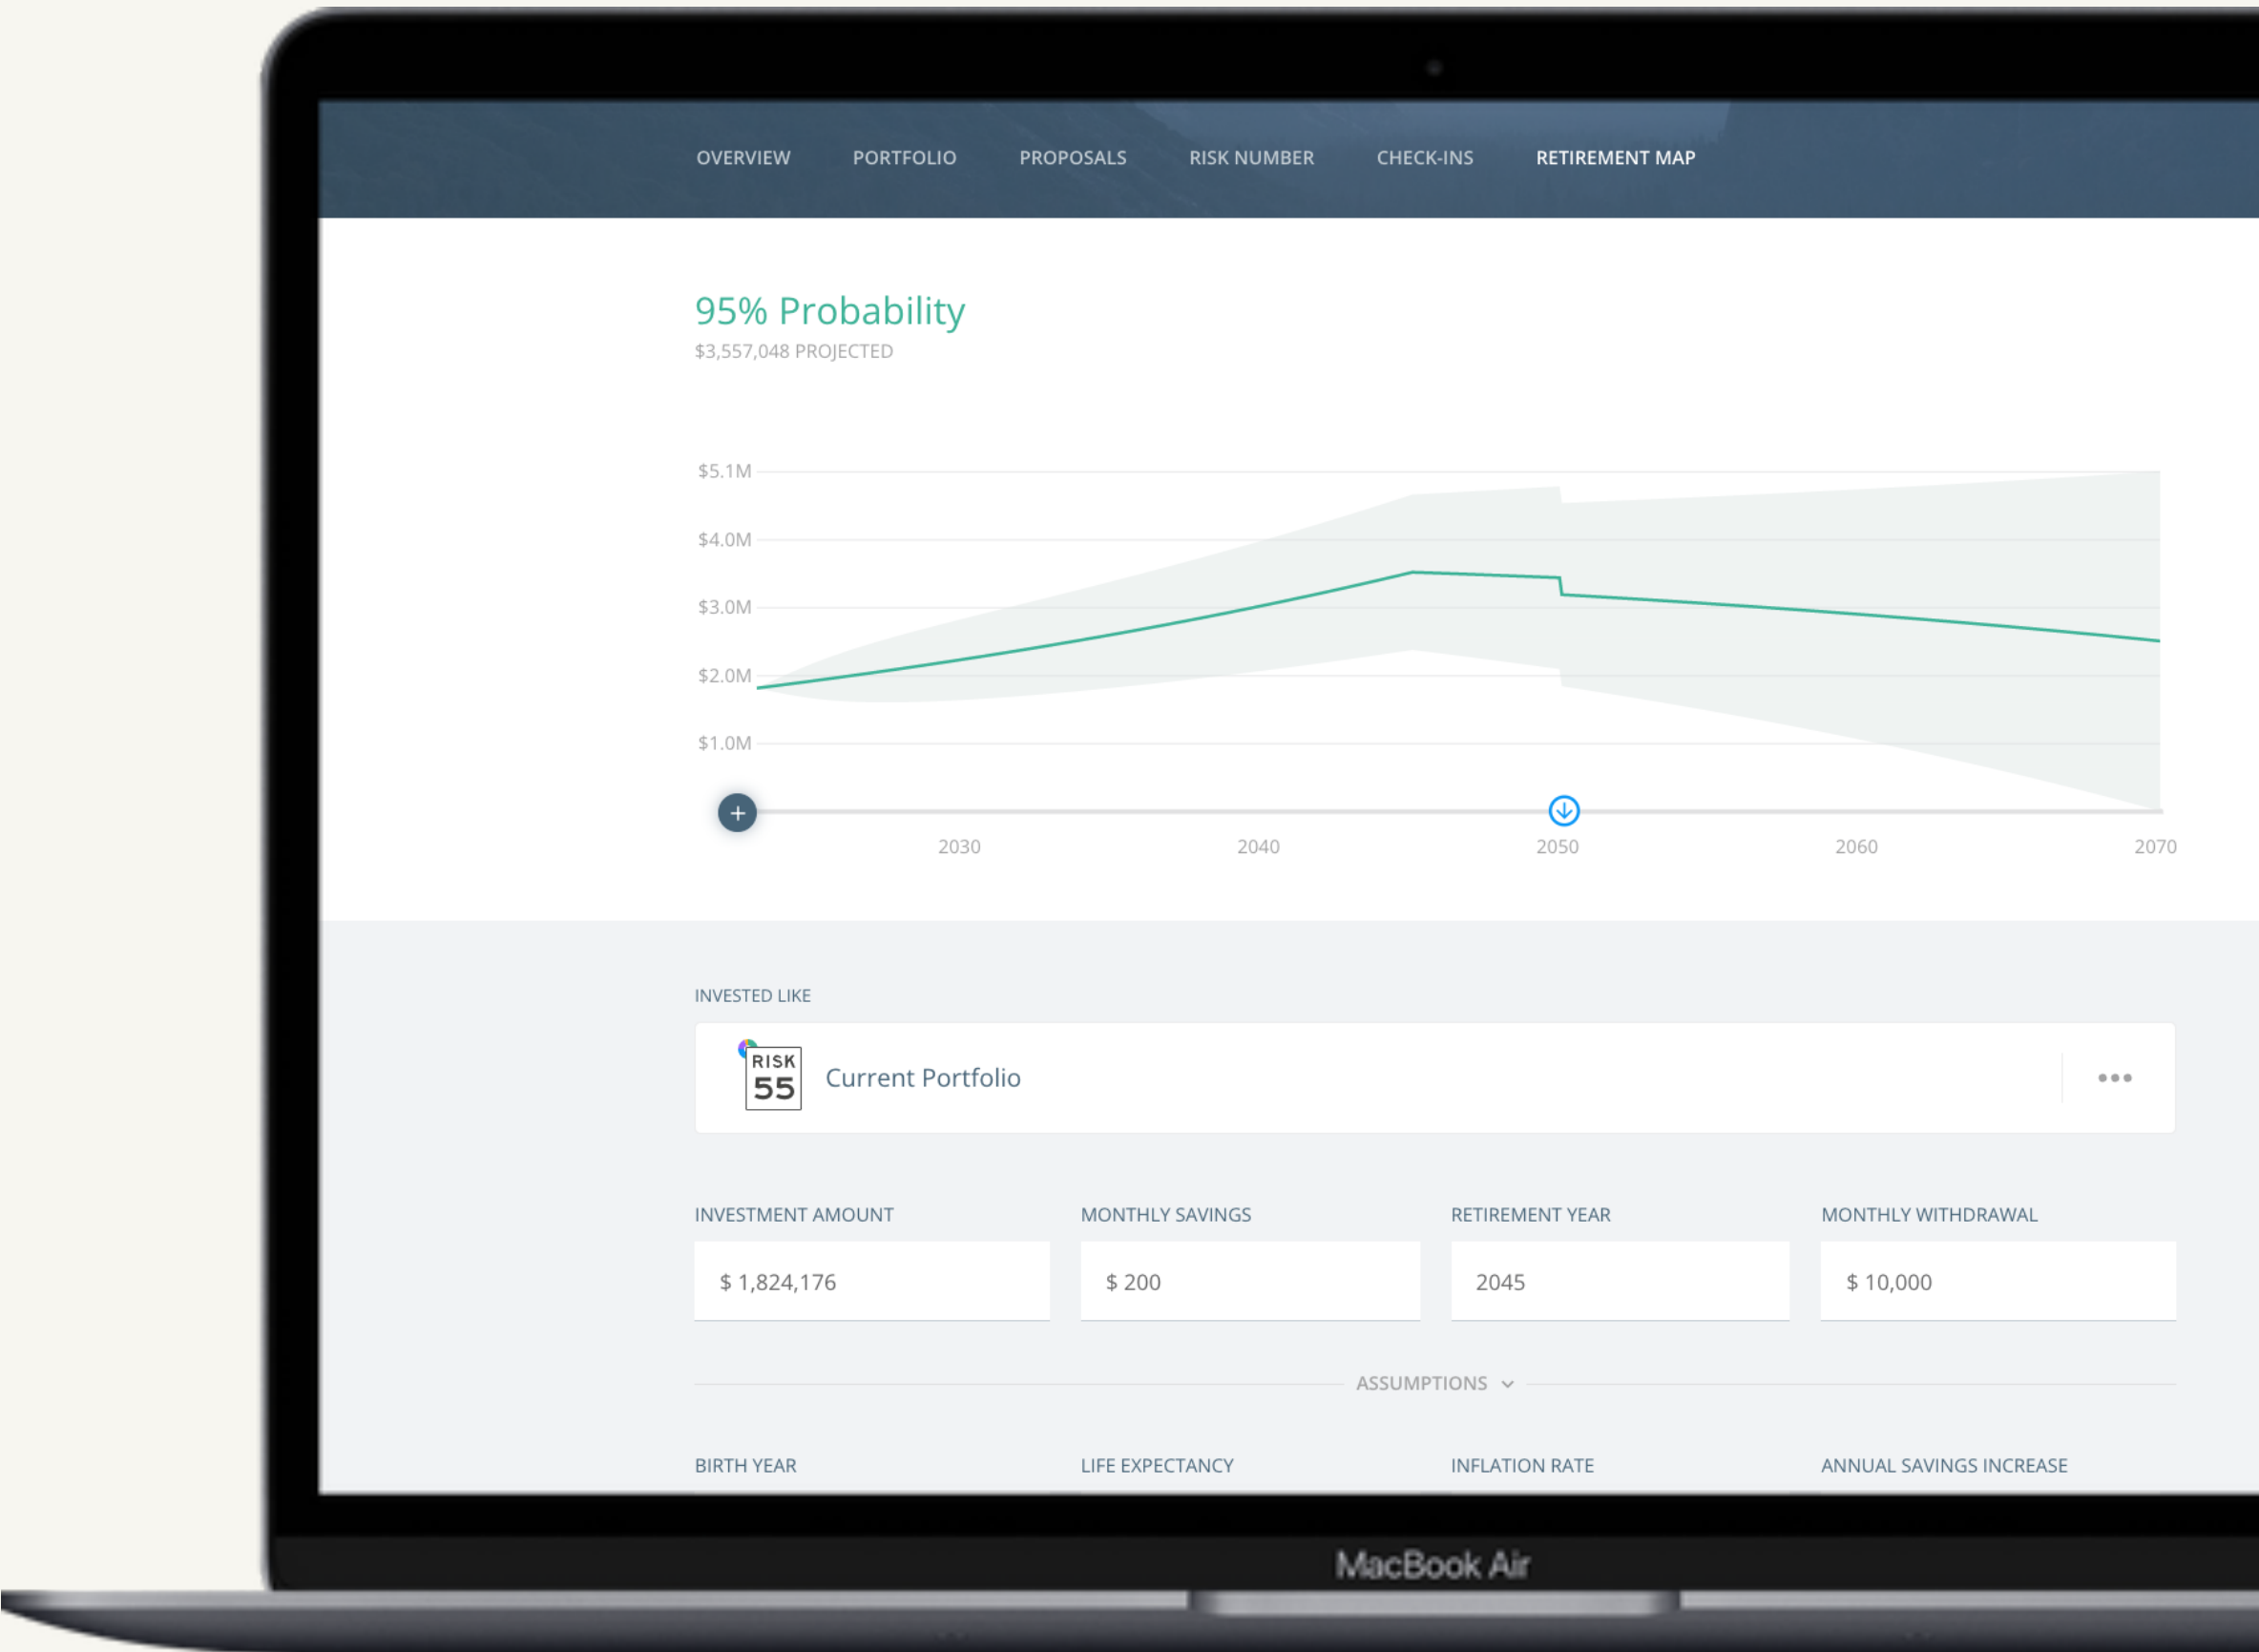 OVERVIEW PORTFOLIO PROPOSALS RISK NUMBER CHECK-INS RETIREMENT MAP
95% Probability
$3,557,048 PROJECTED
$5.1M
$4.0M
$3.0M
$2.0M
$1.0M
2030 2040 2050 2060 2070
INVESTED LIKE
RISK
55
Current Portfolio
INVESTMENT AMOUNT MONTHLY SAVINGS RETIREMENT YEAR MONTHLY WITHDRAWAL
$ 1,824,176 $ 200 2045 $ 10,000
ASSUMPTIONS
BIRTH YEAR LIFE EXPECTANCY INFLATION RATE ANNUAL SAVINGS INCREASE
MacBook Air